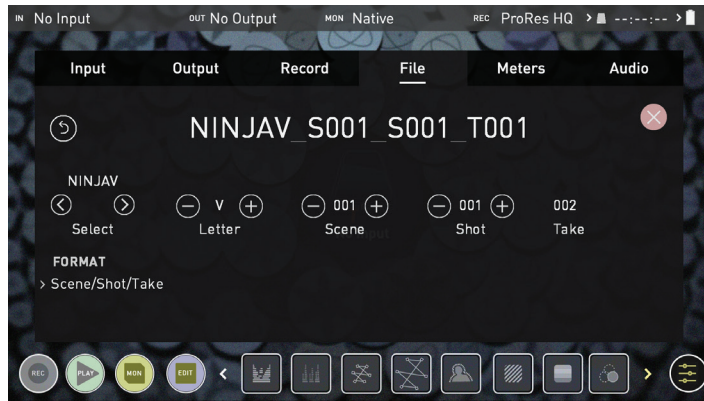 IN No Input OUT No Output MON Native REC ProRes HQ > --:--:-- >
Input Output Record File Meters Audio
NINJAV_S001_S001_T001
NINJAV
V 001 001 002
Select Letter Scene Shot Take
FORMAT
> Scene/Shot/Take
REC PLAY MON EDIT